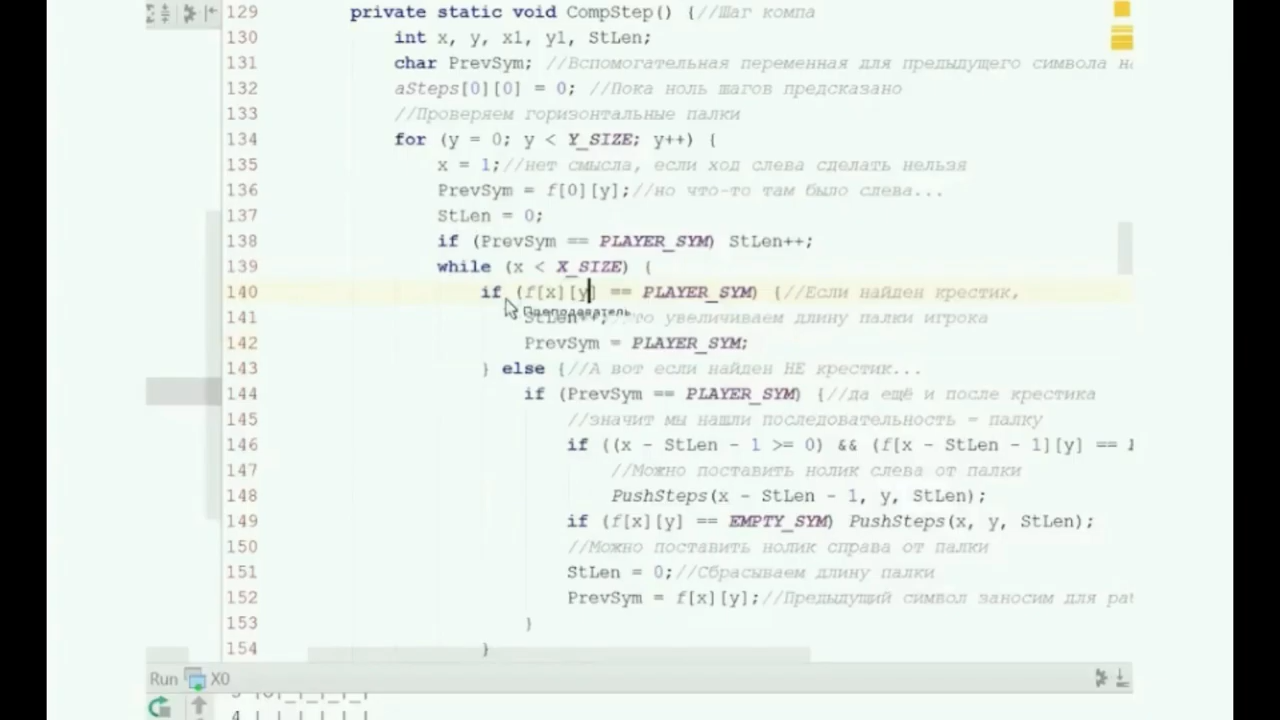 129 private static void CompStep() {//Шаг компа
130 int x, y, x1, y1, StLen;
131 char PrevSym; //Вспомогательная переменная для предыдущего символа
132 aSteps[0][0] = 0; //Пока ноль шагов предсказано
133 //Проверяем горизонтальные палки
134 for (y = 0; y < Y_SIZE; y++) {
135 x = 1;//нет смысла, если ход слева сделать нельзя
136 PrevSym = f[0][y];//но что-то там было слева...
137 StLen = 0;
138 if (PrevSym == PLAYER_SYM) StLen++;
139 while (x < X_SIZE) {
140 if (f[x][y] == PLAYER_SYM) {//Если найден крестик,
Преподаватель
141 StLen++;//то увеличиваем длину палки игрока
142 PrevSym = PLAYER_SYM;
143 } else {//А вот если найден НЕ крестик...
144 if (PrevSym == PLAYER_SYM) {//да ещё и после крестика
145 //значит мы нашли последовательность = палку
146 if ((x - StLen - 1 >= 0) && (f[x - StLen - 1][y] ==
147 //Можно поставить нолик слева от палки
148 PushSteps(x - StLen - 1, y, StLen);
149 if (f[x][y] == EMPTY_SYM) PushSteps(x, y, StLen);
150 //Можно поставить нолик справа от палки
151 StLen = 0;//Сбрасываем длину палки
152 PrevSym = f[x][y];//Предыдущий символ заносим для
153 }
154 }
Run X0
4 |_|_|_|_|_|